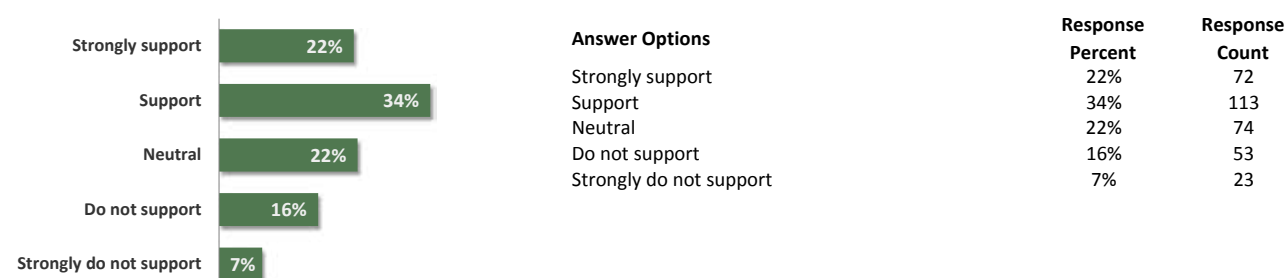 Strongly support 22%
Support 34%
Neutral 22%
Do not support 16%
Strongly do not support 7%
Answer Options Response Percent Response Count
Strongly support 22% 72
Support 34% 113
Neutral 22% 74
Do not support 16% 53
Strongly do not support 7% 23